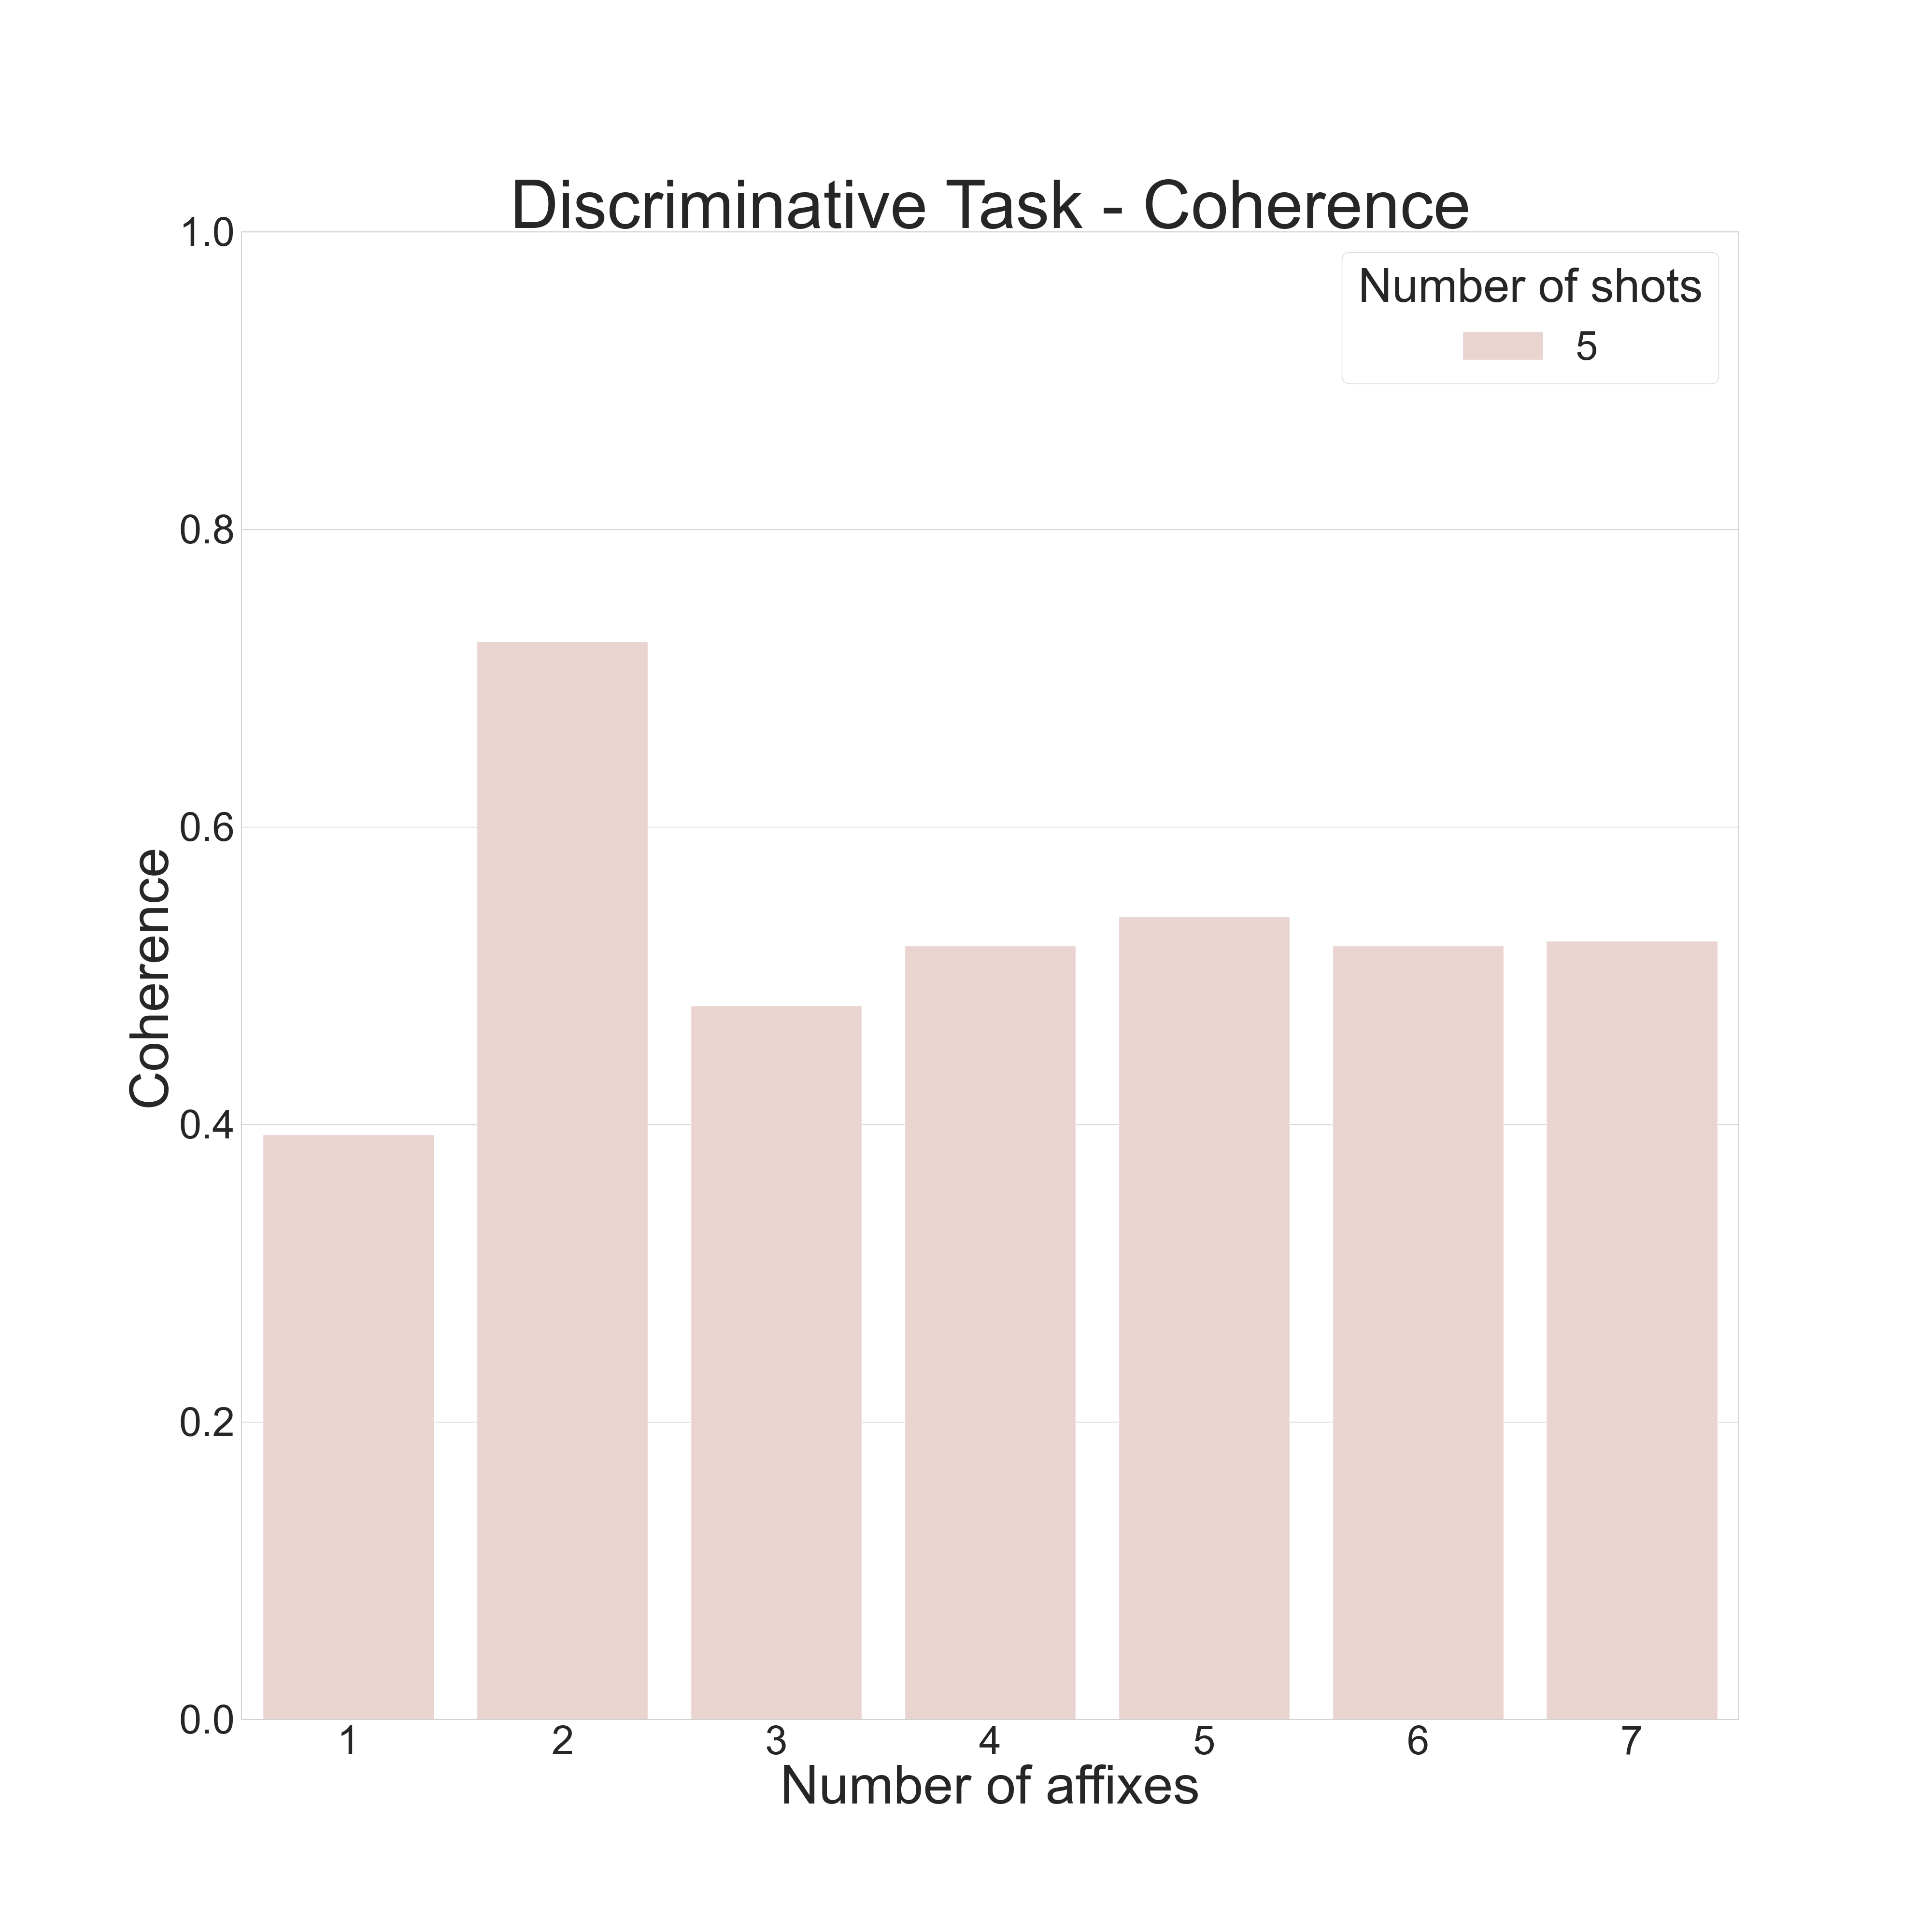 Discriminative Task - Coherence
1.0
0.8
0.6
0.4
0.2
0.0
Coherence
Number of shots
5
1 2 3 4 5 6 7
Number of affixes